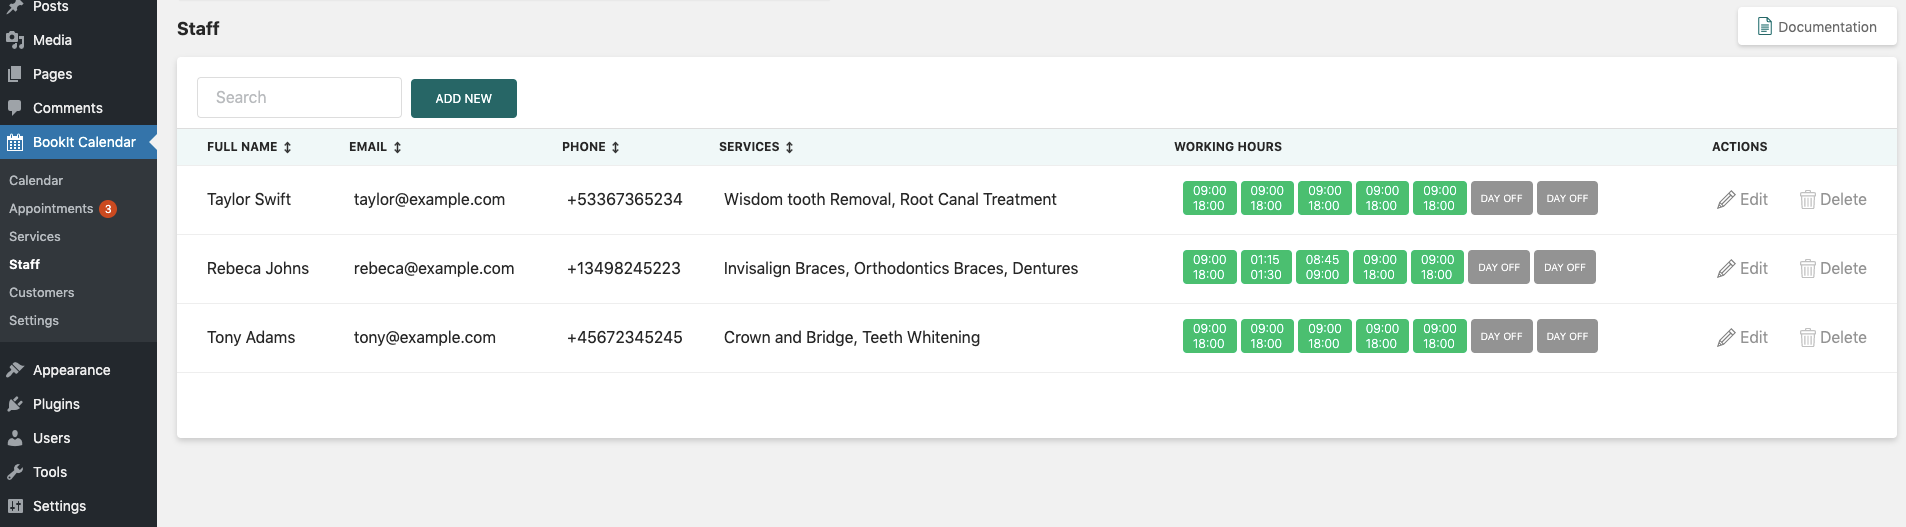 Posts
Media
Pages
Comments
BookIt Calendar
Calendar
Appointments 3
Services
Staff
Customers
Settings
Appearance
Plugins
Users
Tools
Settings
Staff
Documentation
Search
ADD NEW
FULL NAME EMAIL PHONE SERVICES WORKING HOURS ACTIONS
Taylor Swift taylor@example.com +53367365234 Wisdom tooth Removal, Root Canal Treatment
09:00 09:00 09:00 09:00 09:00
18:00 18:00 18:00 18:00 18:00
DAY OFF DAY OFF
Edit Delete
Rebeca Johns rebeca@example.com +13498245223 Invisalign Braces, Orthodontics Braces, Dentures
09:00 01:15 08:45 09:00 09:00
18:00 01:30 09:00 18:00 18:00
DAY OFF DAY OFF
Edit Delete
Tony Adams tony@example.com +45672345245 Crown and Bridge, Teeth Whitening
09:00 09:00 09:00 09:00 09:00
18:00 18:00 18:00 18:00 18:00
DAY OFF DAY OFF
Edit Delete